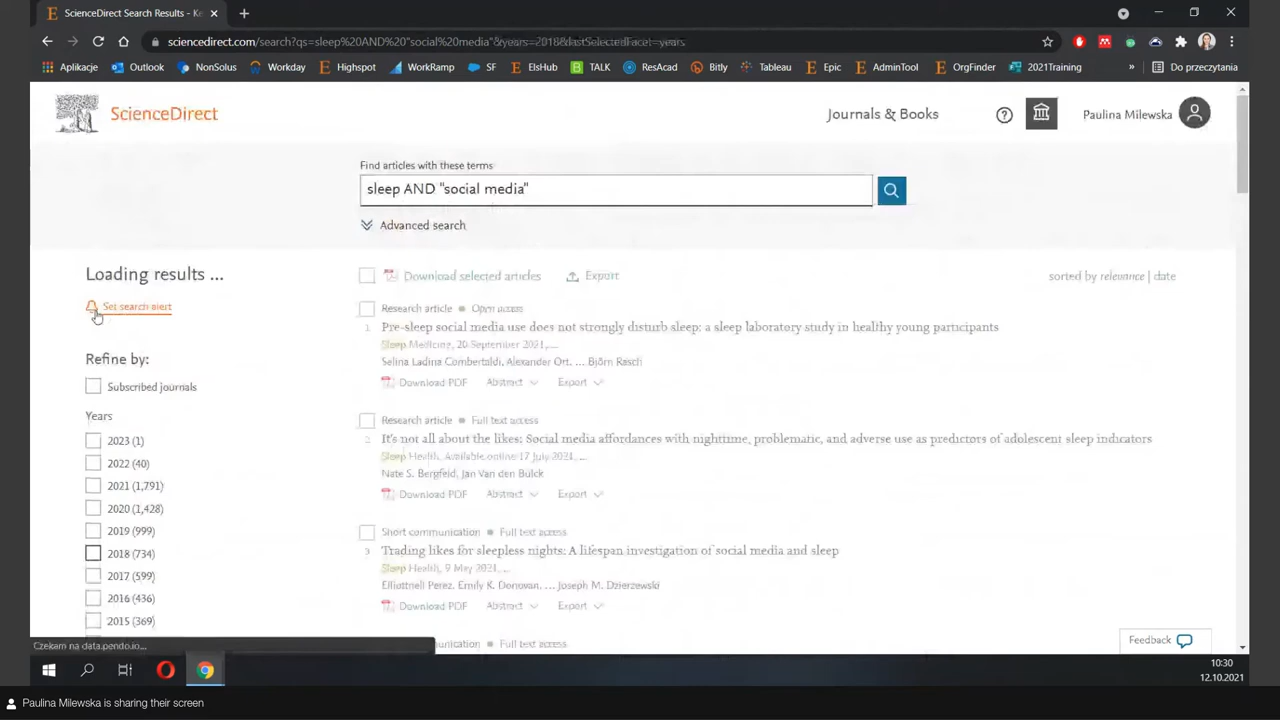 ScienceDirect Search Results - Ke
sciencedirect.com/search?qs=sleep%20AND%20"social%20media"&years=2018&lastSelectedFacet=years
Aplikacje Outlook NonSolus Workday Highspot WorkRamp SF ElsHub TALK ResAcad Bitly Tableau Epic AdminTool OrgFinder 2021Training » Do przeczytania
ScienceDirect
Journals & Books
Paulina Milewska
Find articles with these terms
sleep AND "social media"
Advanced search
Loading results ...
Download selected articles
Export
sorted by relevance | date
Set search alert
Research article Open access
1 Pre-sleep social media use does not strongly disturb sleep: a sleep laboratory study in healthy young participants
Sleep Medicine, 20 September 2021, ...
Selina Ladina Combertaldi, Alexander Ort, ... Björn Rasch
Download PDF Abstract Export
Refine by:
Subscribed journals
Years
2023 (1)
2022 (40)
2021 (1,791)
2020 (1,428)
2019 (999)
2018 (734)
2017 (599)
2016 (436)
2015 (369)
Research article Full text access
2 It's not all about the likes: Social media affordances with nighttime, problematic, and adverse use as predictors of adolescent sleep indicators
Sleep Health, Available online 17 July 2021, ...
Nate S. Bergfeld, Jan Van den Bulck
Download PDF Abstract Export
Short communication Full text access
3 Trading likes for sleepless nights: A lifespan investigation of social media and sleep
Sleep Health, 9 May 2021, ...
Elliottnell Perez, Emily K. Donovan, ... Joseph M. Dzierzewski
Download PDF Abstract Export
communication Full text access
Feedback
Czekam na data.pendo.io...
10:30
12.10.2021
Paulina Milewska is sharing their screen